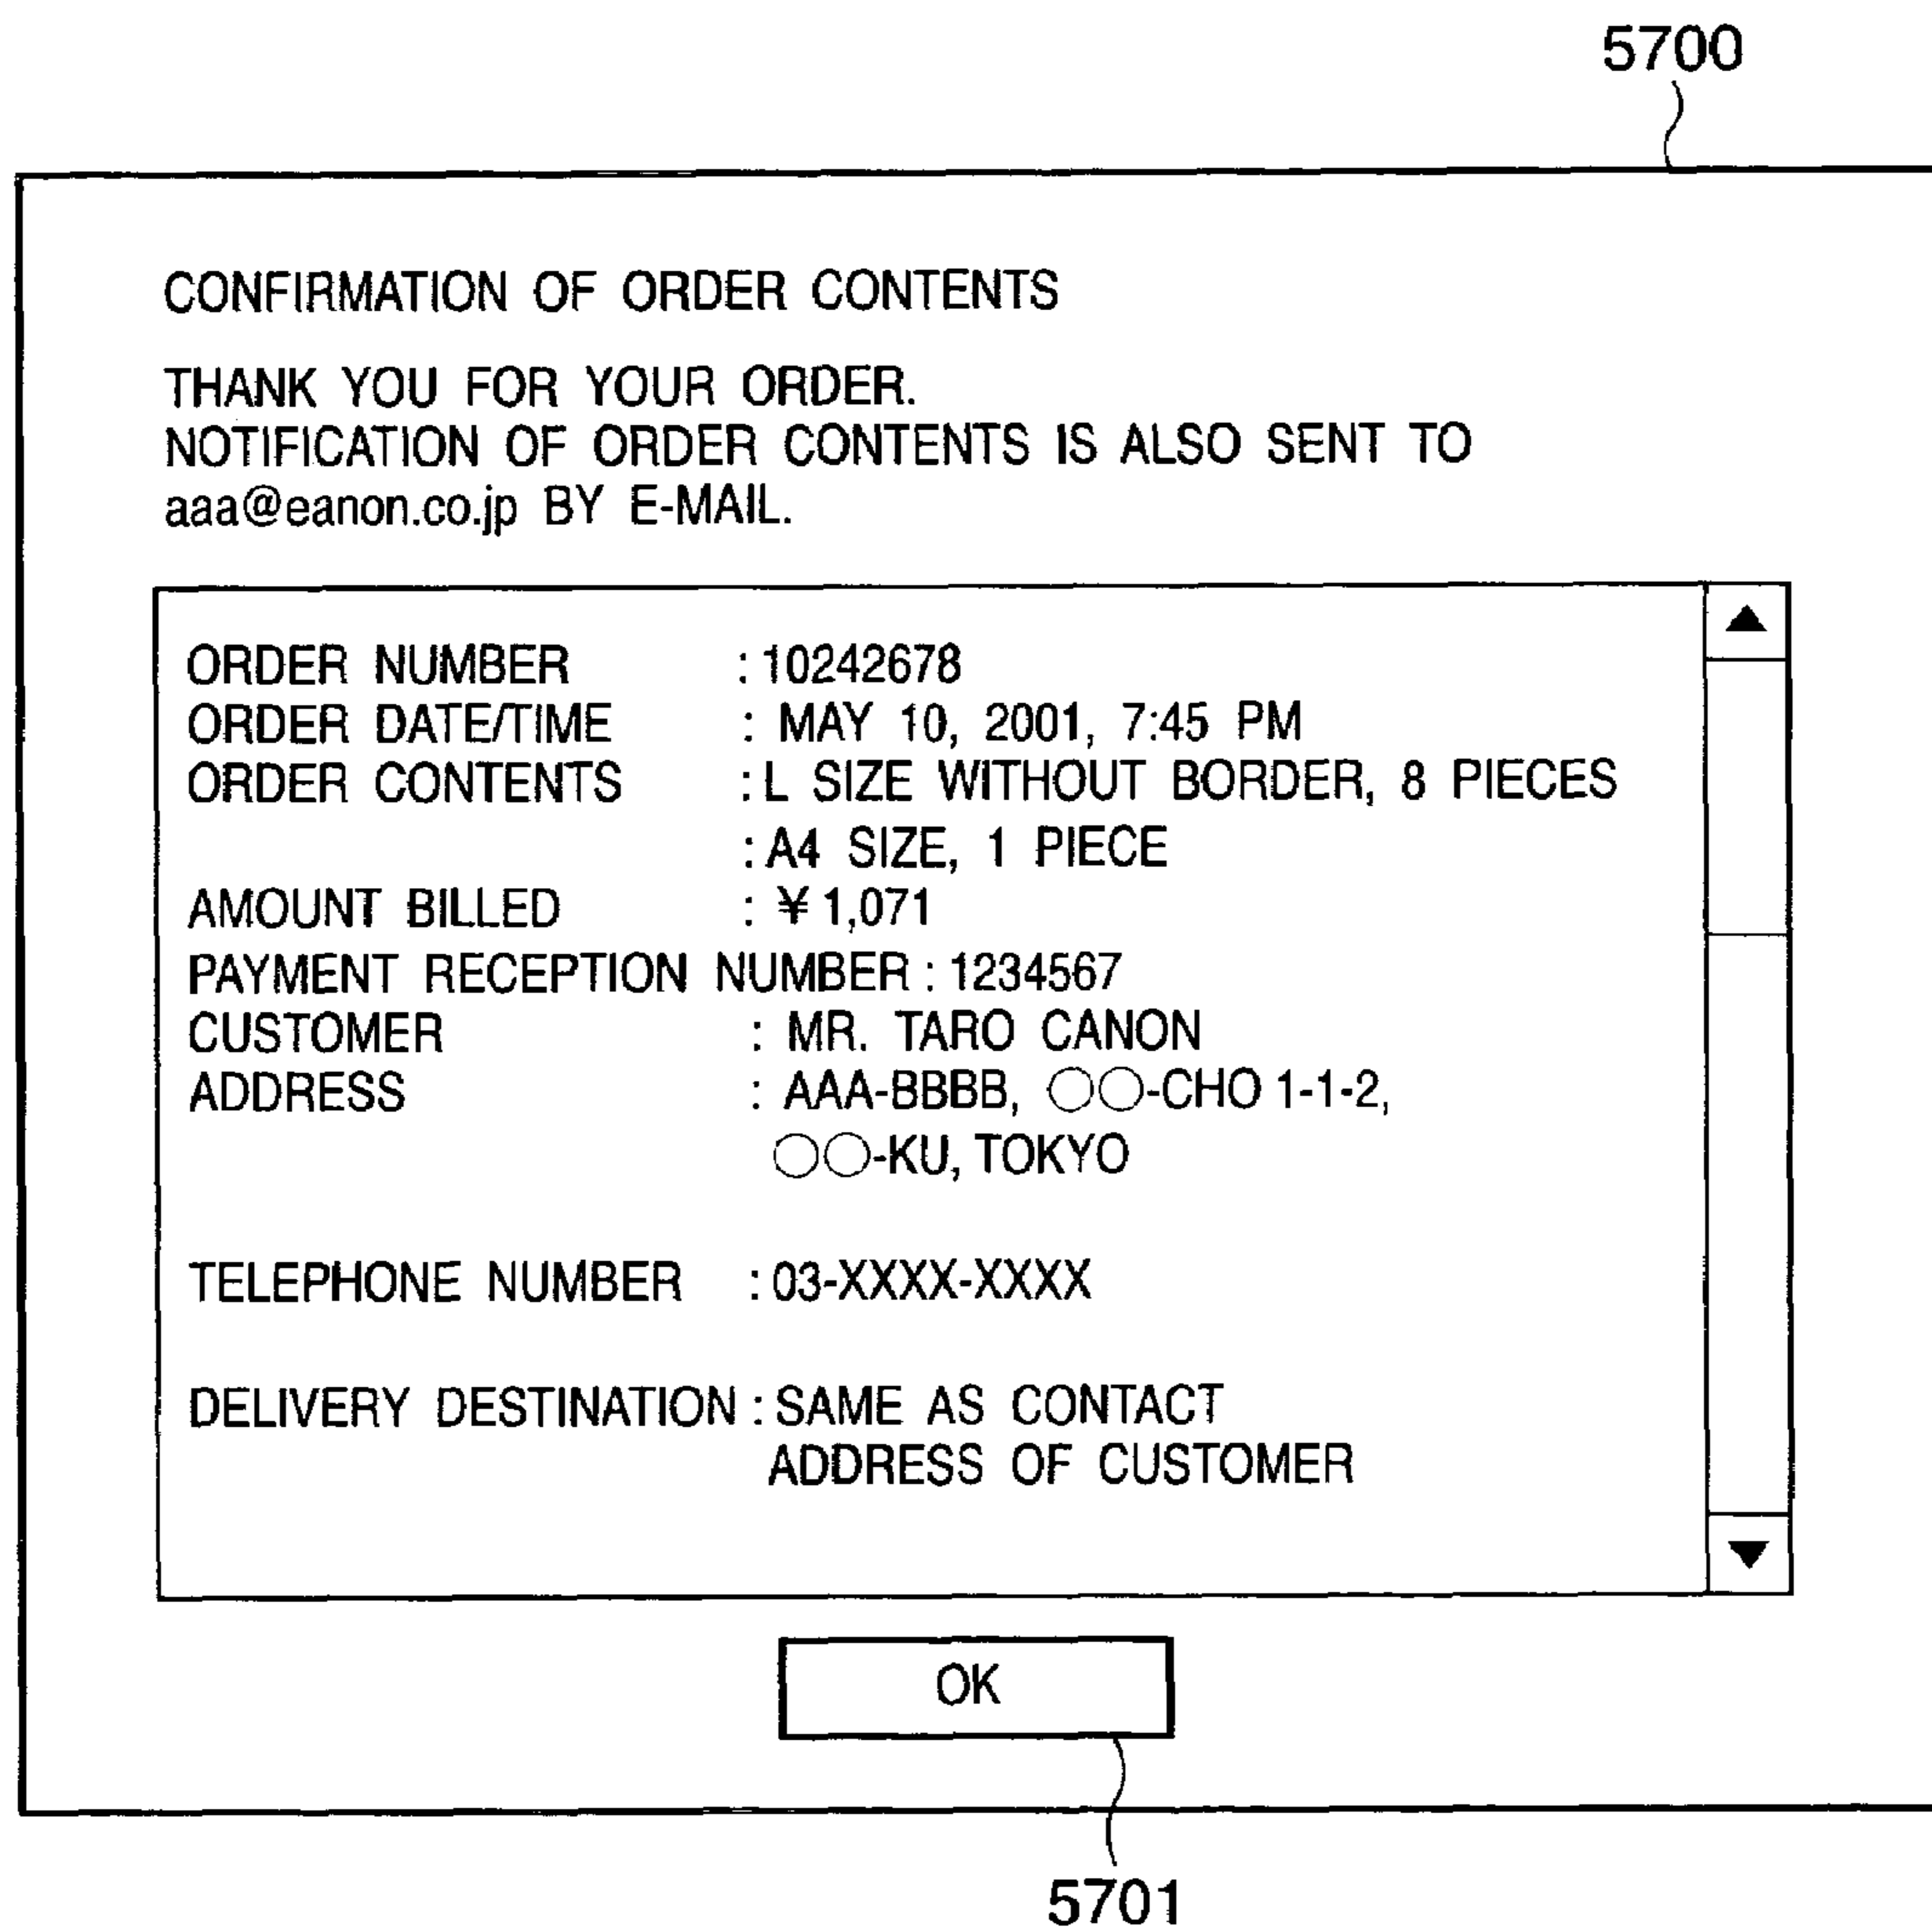 5700
CONFIRMATION OF ORDER CONTENTS
THANK YOU FOR YOUR ORDER.
NOTIFICATION OF ORDER CONTENTS IS ALSO SENT TO
aaa@eanon.co.jp BY E-MAIL.
ORDER NUMBER : 10242678
ORDER DATE/TIME : MAY 10, 2001, 7:45 PM
ORDER CONTENTS : L SIZE WITHOUT BORDER, 8 PIECES
: A4 SIZE, 1 PIECE
AMOUNT BILLED : ¥ 1,071
PAYMENT RECEPTION NUMBER : 1234567
CUSTOMER : MR. TARO CANON
ADDRESS : AAA-BBBB, ○○-CHO 1-1-2,
○○-KU, TOKYO
TELEPHONE NUMBER : 03-XXXX-XXXX
DELIVERY DESTINATION : SAME AS CONTACT
ADDRESS OF CUSTOMER
OK
5701